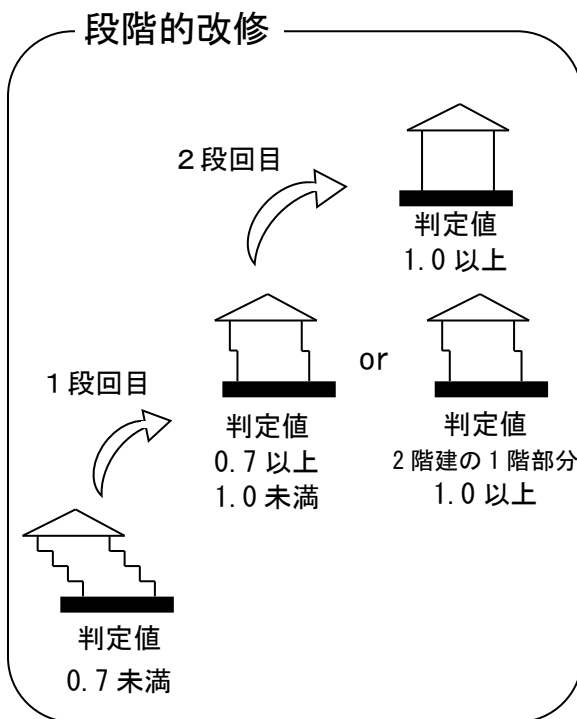 段階的改修
2段回目
判定値
1.0以上
1段回目
判定値
0.7以上
1.0未満
or
判定値
2階建の1階部分
1.0以上
判定値
0.7未満